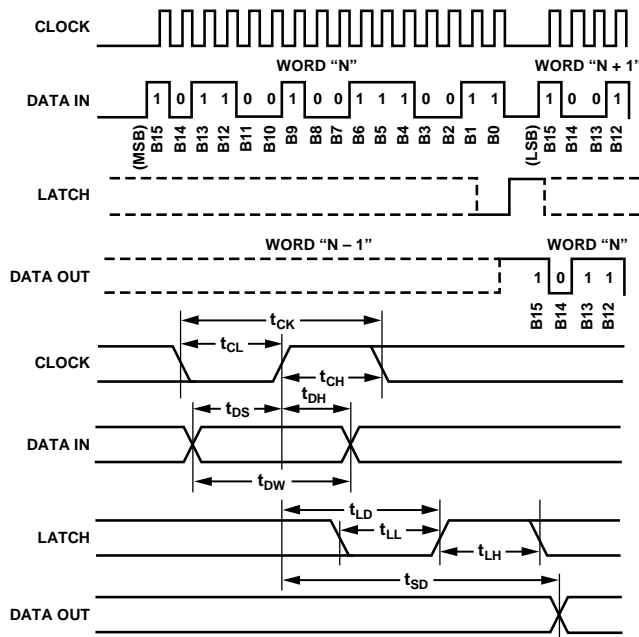 CLOCK
WORD “N” WORD “N + 1”
DATA IN 1 0 1 1 0 0 1 0 0 1 1 1 0 0 1 1 1 0 0 1
(MSB) B15 B14 B13 B12 B11 B10 B9 B8 B7 B6 B5 B4 B3 B2 B1 B0 (LSB) B15 B14 B13 B12
LATCH
WORD “N – 1” WORD “N”
DATA OUT 1 0 1 1
B15 B14 B13 B12
tCK
tCL
CLOCK
tCH
tDS tDH
DATA IN
tDW
tLD
tLL
LATCH
tLH
tSD
DATA OUT